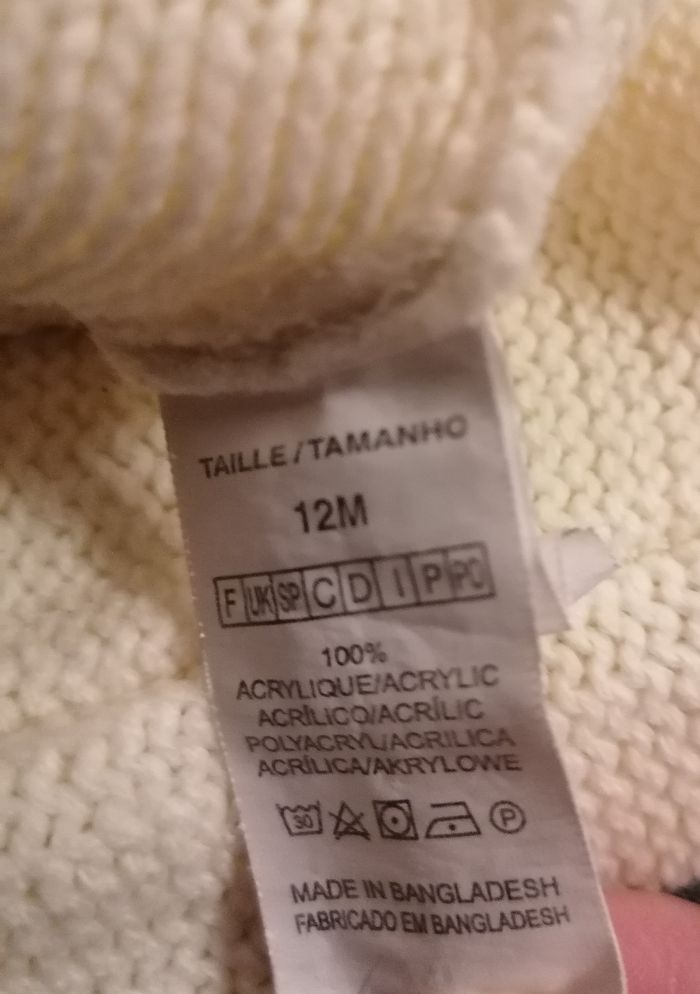 TAILLE/TAMANHO
12M
F UK SP C D I P PO
100%
ACRYLIQUE/ACRYLIC
ACRÍLICO/ACRÍLIC
POLYACRYL/ACRILICA
ACRÍLICA/AKRYLOWE
30 P
MADE IN BANGLADESH
FABRICADO EM BANGLADESH